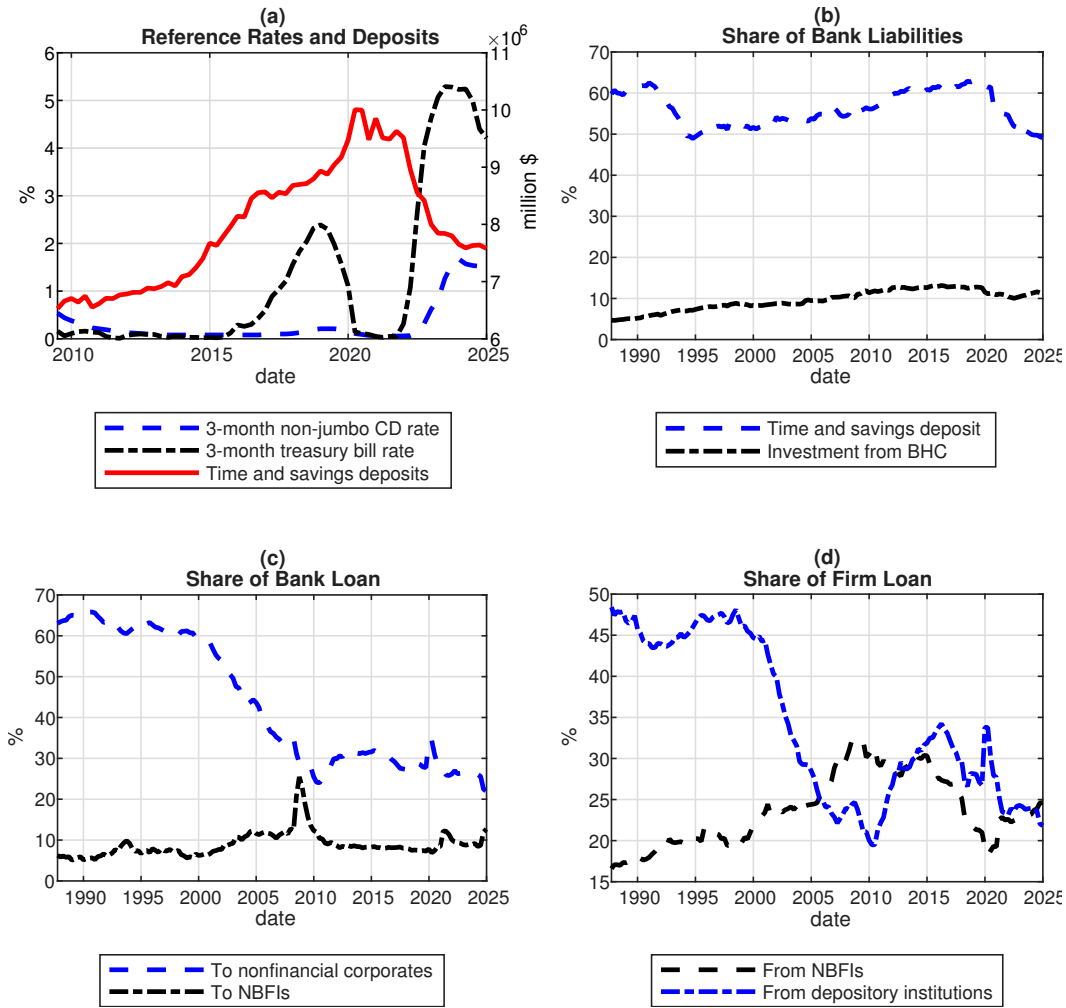 (a)
Reference Rates and Deposits
×10^6
6
5
4
3
2
1
0
%
11
10
9
8
7
6
million $
2010
2015
2020
2025
date
3-month non-jumbo CD rate
3-month treasury bill rate
Time and savings deposits
(b)
Share of Bank Liabilities
70
60
50
40
30
20
10
0
%
1990 1995 2000 2005 2010 2015 2020 2025
date
Time and savings deposit
Investment from BHC
(c)
Share of Bank Loan
70
60
50
40
30
20
10
0
%
1990 1995 2000 2005 2010 2015 2020 2025
date
To nonfinancial corporates
To NBFIs
(d)
Share of Firm Loan
50
45
40
35
30
25
20
15
%
1990 1995 2000 2005 2010 2015 2020 2025
date
From NBFIs
From depository institutions